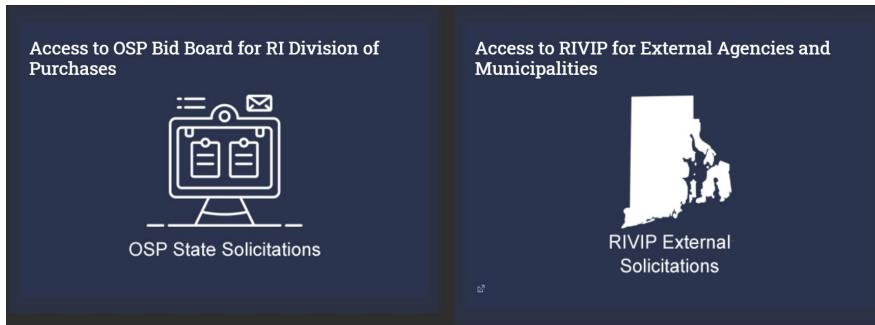 Access to OSP Bid Board for RI Division of
Purchases
OSP State Solicitations
Access to RIVIP for External Agencies and
Municipalities
RIVIP External
Solicitations